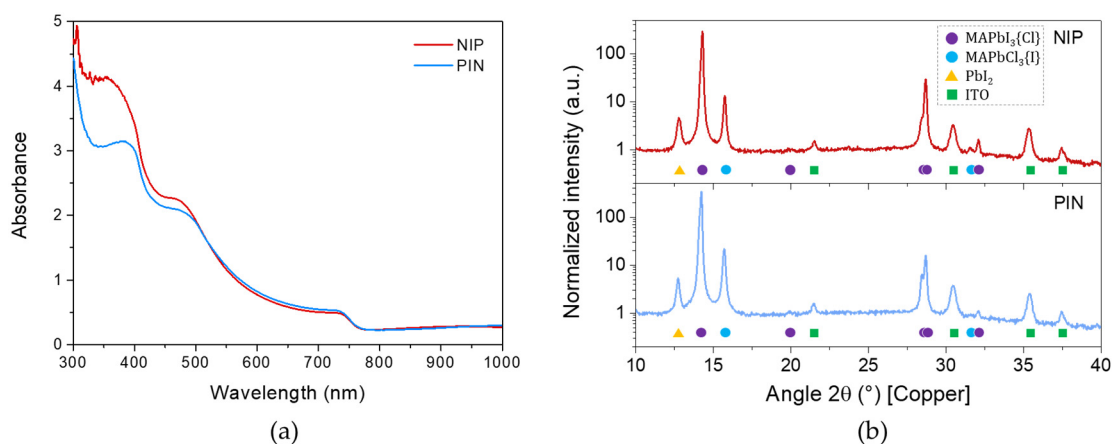 5
4
3
2
1
0
300 400 500 600 700 800 900 1000
Absorbance
Wavelength (nm)
NIP
PIN
(a)
NIP
MAPbI₃{Cl}
MAPbCl₃{I}
PbI₂
ITO
100
10
1
PIN
100
10
1
Normalized intensity (a.u.)
10 15 20 25 30 35 40
Angle 2θ (°) [Copper]
(b)